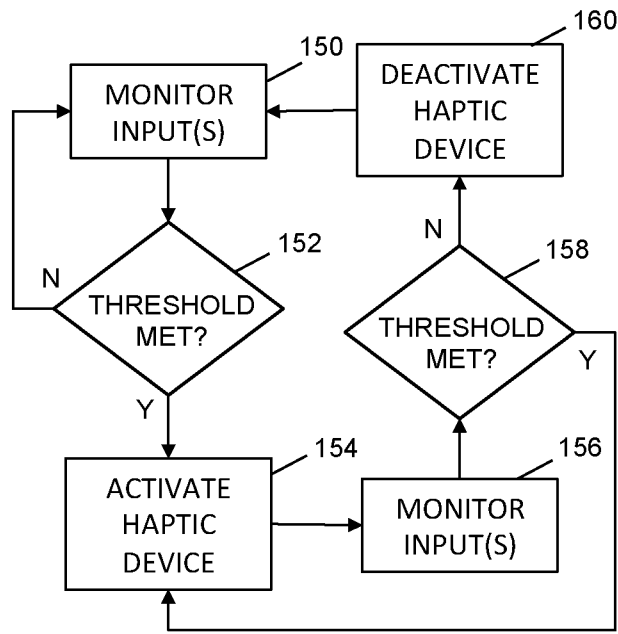 150
MONITOR
INPUT(S)
160
DEACTIVATE
HAPTIC
DEVICE
152
N
THRESHOLD
MET?
Y
N
158
THRESHOLD
MET?
Y
154
ACTIVATE
HAPTIC
DEVICE
156
MONITOR
INPUT(S)